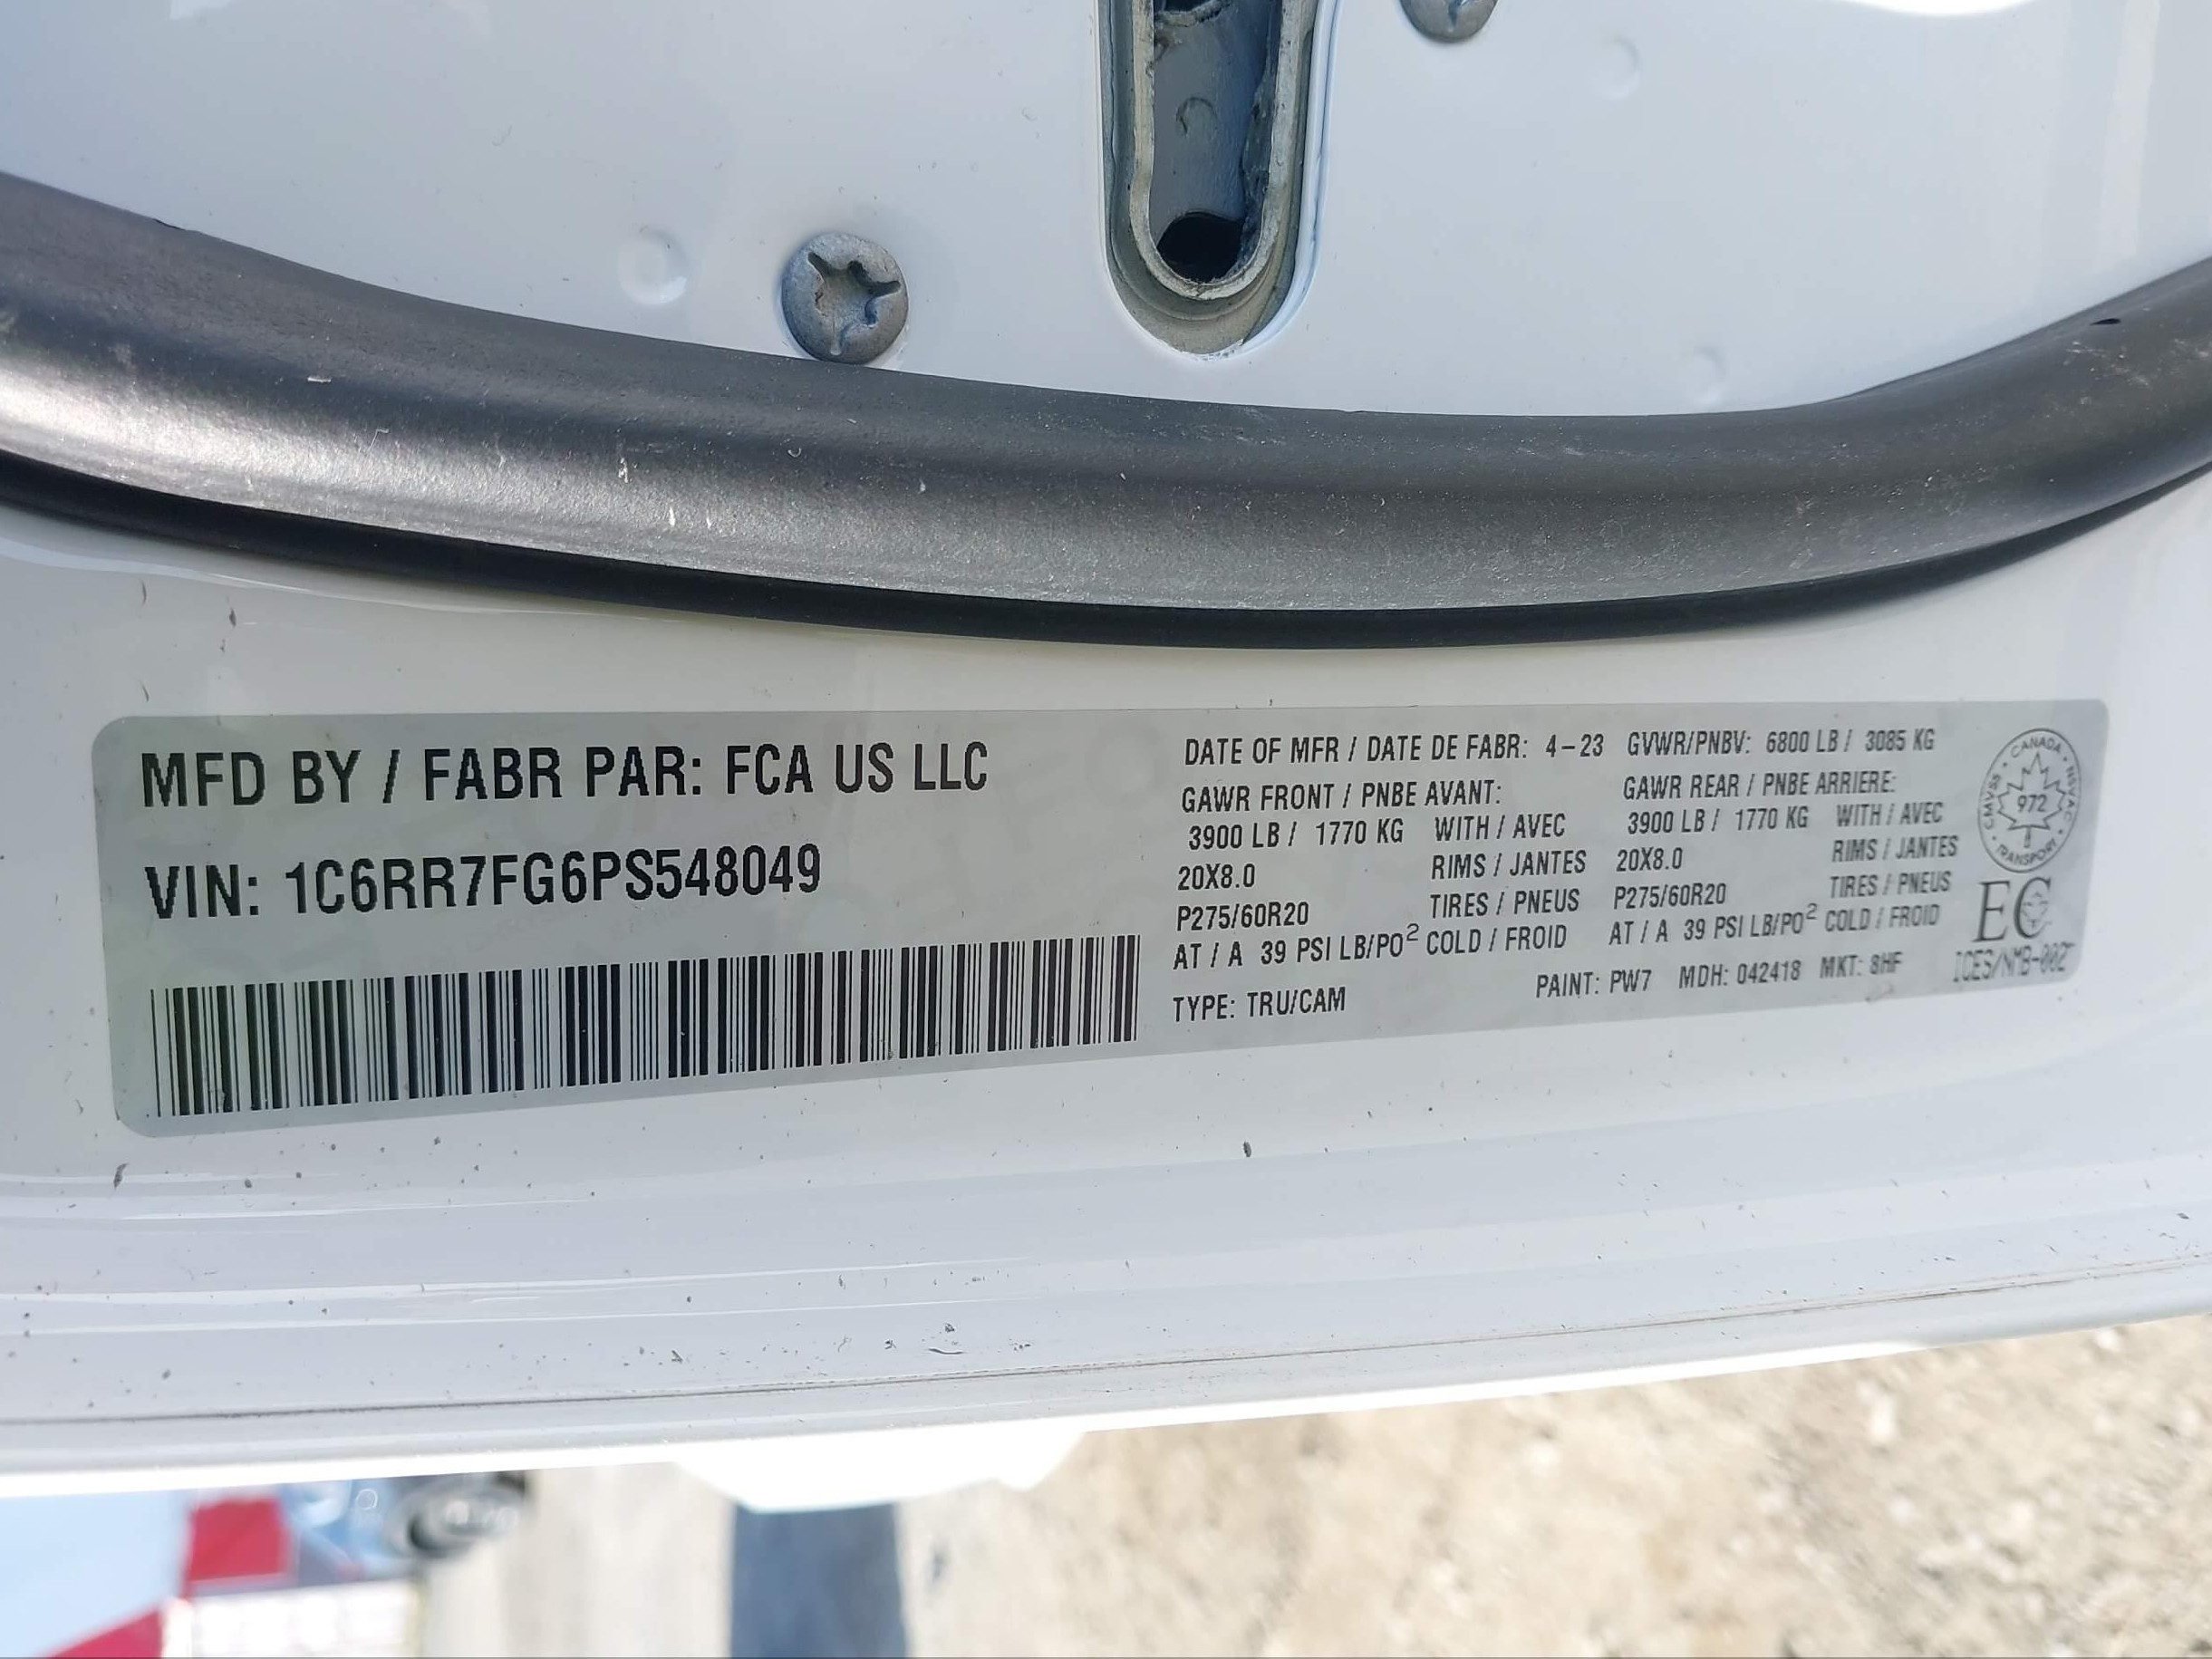 MFD BY / FABR PAR: FCA US LLC
VIN: 1C6RR7FG6PS548049
DATE OF MFR / DATE DE FABR: 4-23 GVWR/PNBV: 6800 LB / 3085 KG
GAWR FRONT / PNBE AVANT: GAWR REAR / PNBE ARRIERE:
3900 LB / 1770 KG WITH / AVEC 3900 LB / 1770 KG WITH / AVEC
20X8.0 RIMS / JANTES 20X8.0 RIMS / JANTES
P275/60R20 TIRES / PNEUS P275/60R20 TIRES / PNEUS
AT / A 39 PSI LB/PO² COLD / FROID AT / A 39 PSI LB/PO² COLD / FROID
TYPE: TRU/CAM PAINT: PW7 MDH: 042418 MKT: 8HF
CANADA
CMVSS • NSVAC
972
TRANSPORT
EC
ICES/NMB-002